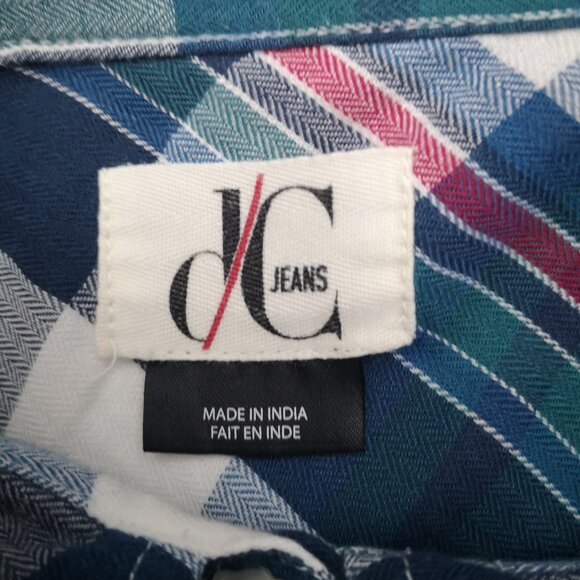 d/C
JEANS
MADE IN INDIA
FAIT EN INDE